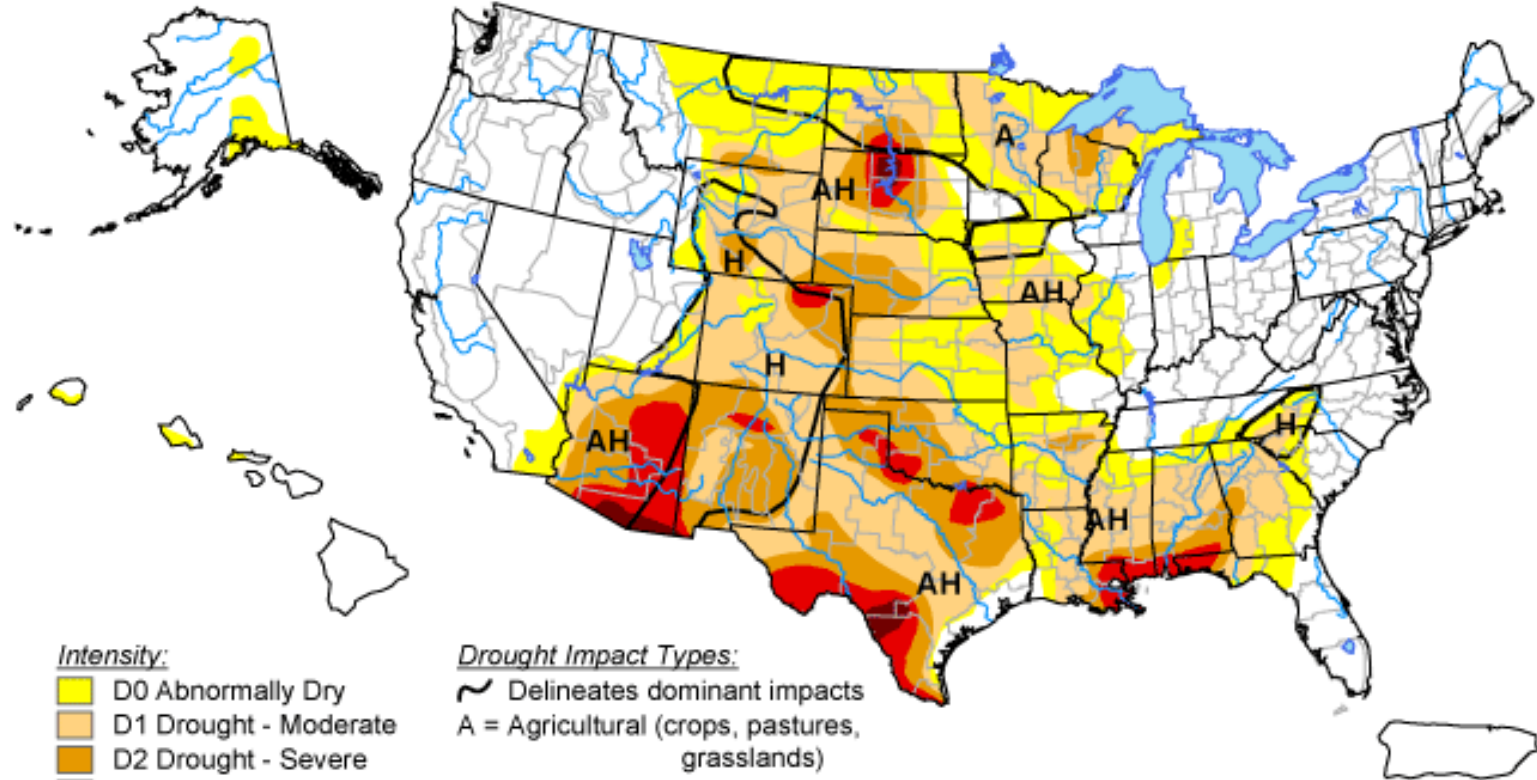 A
AH
H
AH
H
AH
H
AH
AH
Intensity:
D0 Abnormally Dry
D1 Drought - Moderate
D2 Drought - Severe
Drought Impact Types:
Delineates dominant impacts
A = Agricultural (crops, pastures,
grasslands)